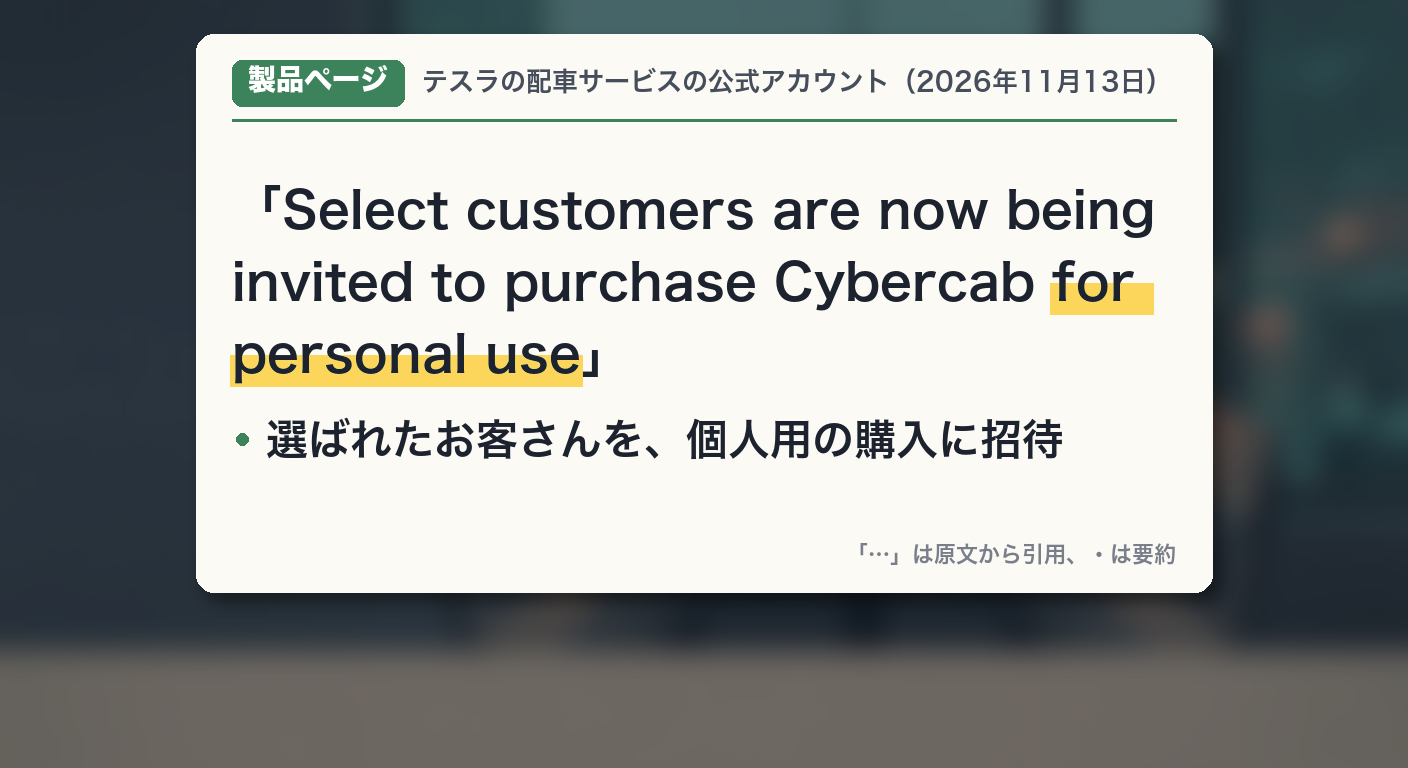 製品ページ テスラの配車サービスの公式アカウント（2026年11月13日）
「Select customers are now being
invited to purchase Cybercab for
personal use」
• 選ばれたお客さんを、個人用の購入に招待
「…」は原文から引用、・は要約